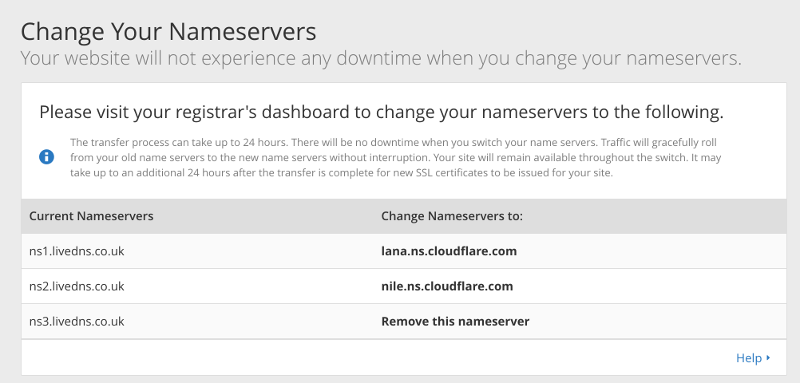 Change Your Nameservers
Your website will not experience any downtime when you change your nameservers.
Please visit your registrar's dashboard to change your nameservers to the following.
The transfer process can take up to 24 hours. There will be no downtime when you switch your name servers. Traffic will gracefully roll
from your old name servers to the new name servers without interruption. Your site will remain available throughout the switch. It may
take up to an additional 24 hours after the transfer is complete for new SSL certificates to be issued for your site.
Current Nameservers Change Nameservers to:
ns1.livedns.co.uk lana.ns.cloudflare.com
ns2.livedns.co.uk nile.ns.cloudflare.com
ns3.livedns.co.uk Remove this nameserver
Help